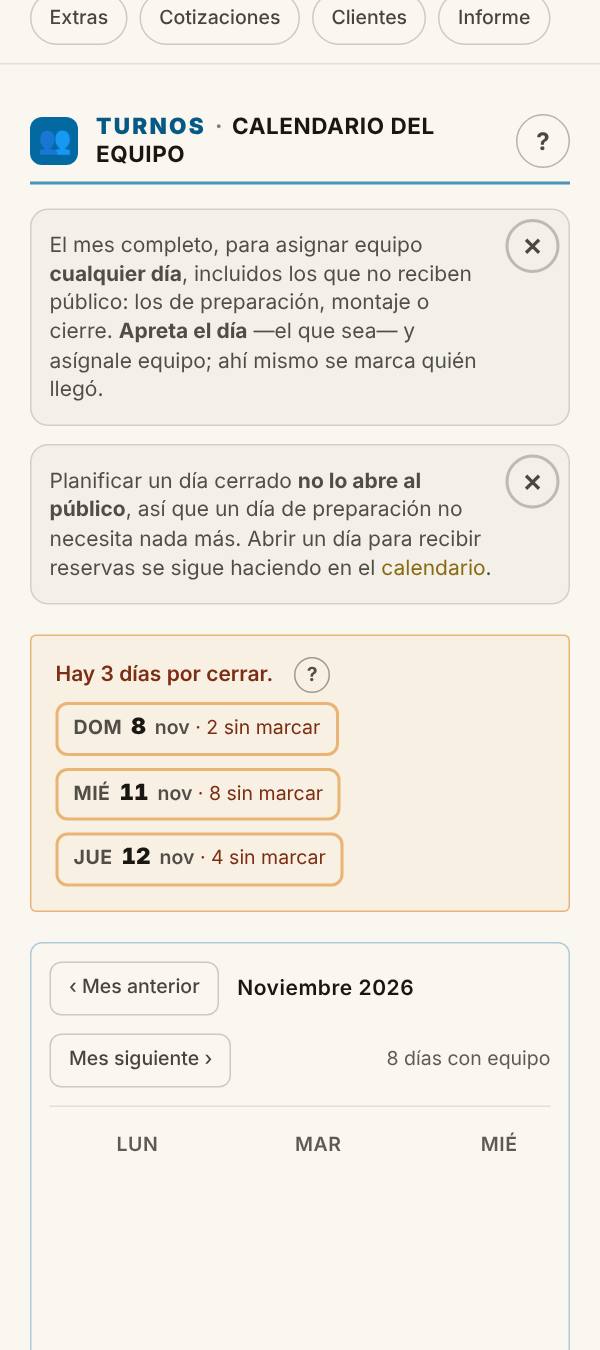 Extras Cotizaciones Clientes Informe
TURNOS · CALENDARIO DEL
EQUIPO
?
El mes completo, para asignar equipo
cualquier día, incluidos los que no reciben
público: los de preparación, montaje o
cierre. Apreta el día —el que sea— y
asígnale equipo; ahí mismo se marca quién
llegó.
✕
Planificar un día cerrado no lo abre al
público, así que un día de preparación no
necesita nada más. Abrir un día para recibir
reservas se sigue haciendo en el calendario.
✕
Hay 3 días por cerrar. ?
DOM 8 nov · 2 sin marcar
MIÉ 11 nov · 8 sin marcar
JUE 12 nov · 4 sin marcar
‹ Mes anterior Noviembre 2026
Mes siguiente › 8 días con equipo
LUN MAR MIÉ